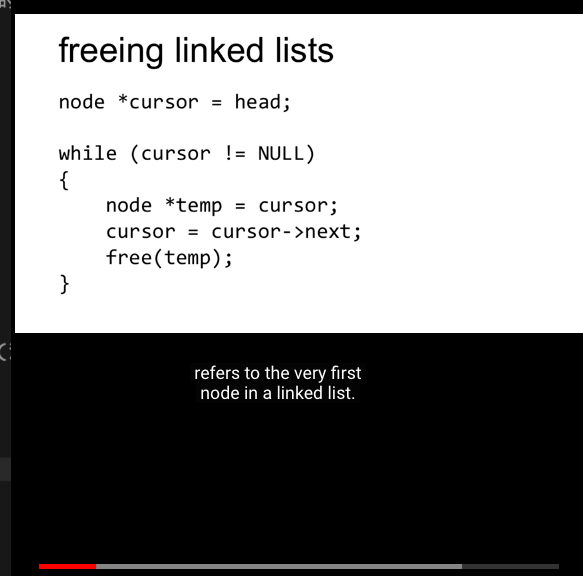 freeing linked lists
node *cursor = head;
while (cursor != NULL)
{
    node *temp = cursor;
    cursor = cursor->next;
    free(temp);
}
refers to the very first
node in a linked list.